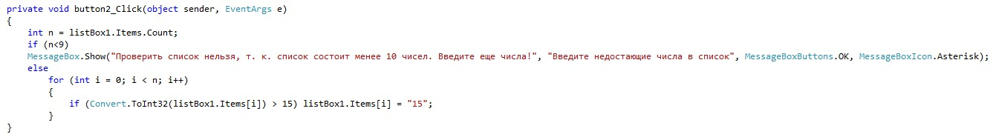 private void button2_Click(object sender, EventArgs e)
{
    int n = listBox1.Items.Count;
    if (n<9)
    MessageBox.Show("Проверить список нельзя, т. к. список состоит менее 10 чисел. Введите еще числа!", "Введите недостающие числа в список", MessageBoxButtons.OK, MessageBoxIcon.Asterisk);
    else
        for (int i = 0; i < n; i++)
        {
            if (Convert.ToInt32(listBox1.Items[i]) > 15) listBox1.Items[i] = "15";
        }
}